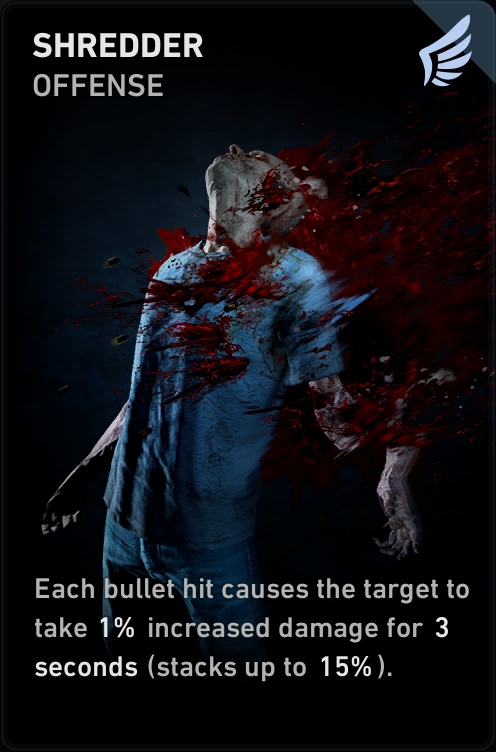 SHREDDER
OFFENSE
Each bullet hit causes the target to
take 1% increased damage for 3
seconds (stacks up to 15%).